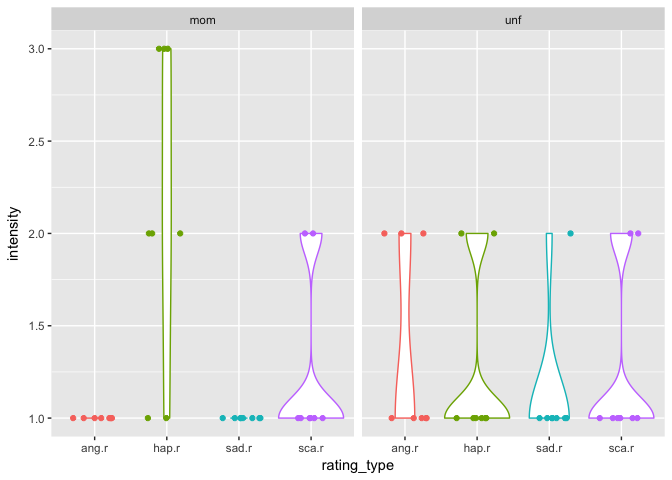 mom unf
3.0
2.5
2.0
1.5
1.0
intensity
ang.r hap.r sad.r sca.r ang.r hap.r sad.r sca.r
rating_type